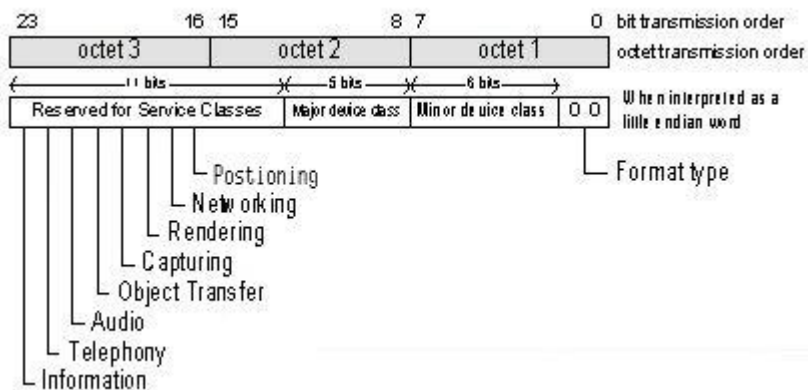 23 16 15 8 7 0 bit transmission order
octet 3 octet 2 octet 1 octet transmission order
11 bits 5 bits 6 bits
Reserved for Service Classes Major device class Minor device class 0 0 When interpreted as a
little endian word
Postioning Format type
Networking
Rendering
Capturing
Object Transfer
Audio
Telephony
Information